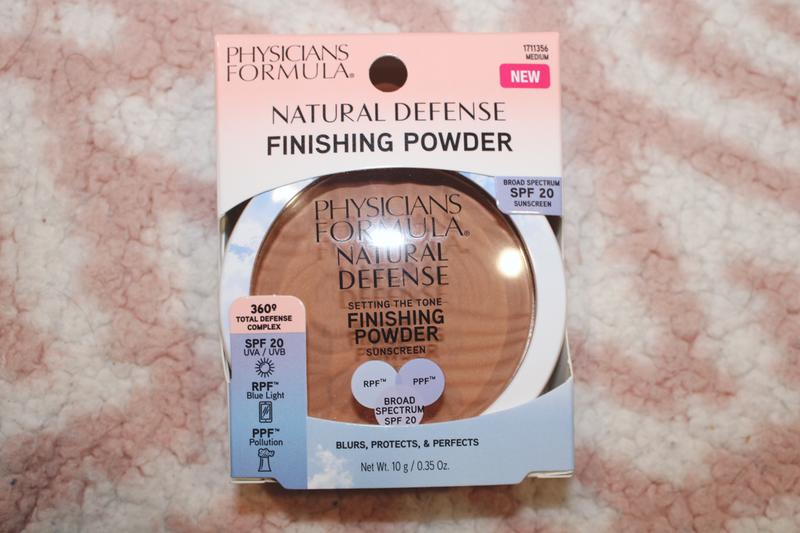 PHYSICIANS
FORMULA®
1711356
MEDIUM
NEW
NATURAL DEFENSE
FINISHING POWDER
BROAD SPECTRUM
SPF 20
SUNSCREEN
PHYSICIANS
FORMULA®
NATURAL
DEFENSE
SETTING THE TONE
FINISHING
POWDER
SUNSCREEN
RPF™ PPF™
BROAD
SPECTRUM
SPF 20
360º
TOTAL DEFENSE
COMPLEX
SPF 20
UVA / UVB
RPF™
Blue Light
PPF™
Pollution
BLURS, PROTECTS, & PERFECTS
Net Wt. 10 g / 0.35 Oz.